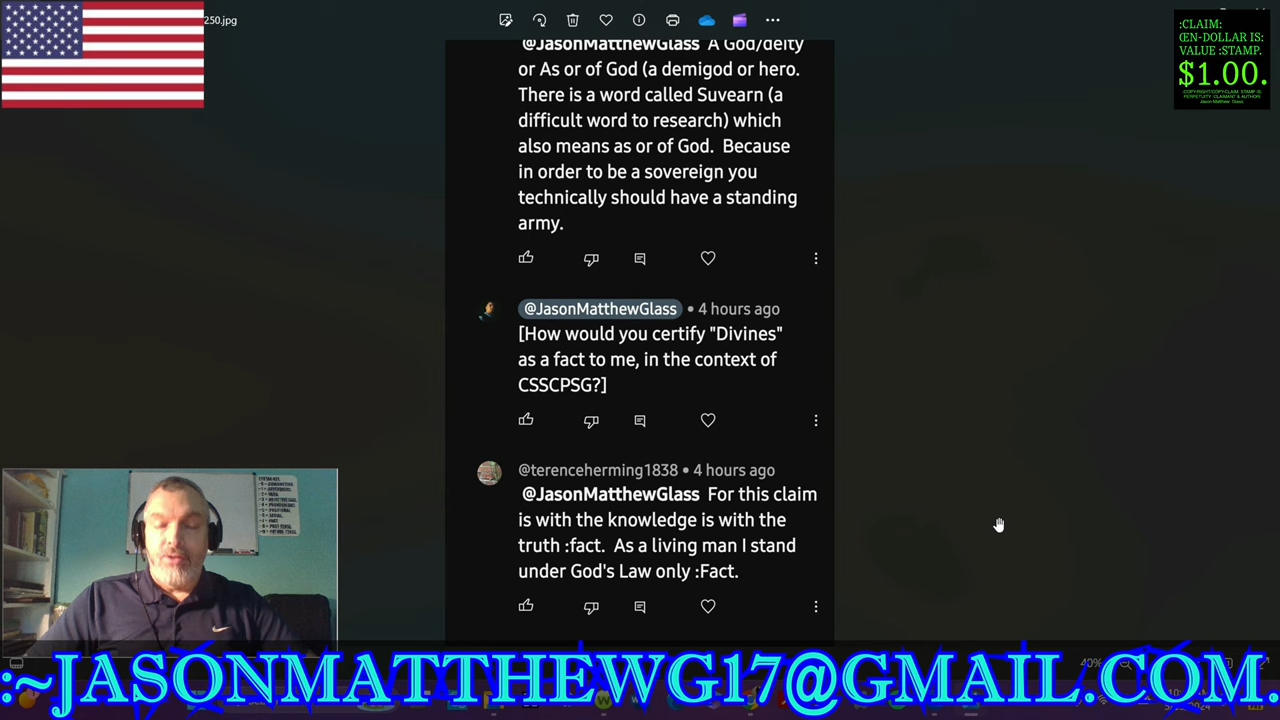 250.jpg
:CLAIM:
ŒN-DOLLAR IS:
VALUE :STAMP.
$1.00.
Jason-Matthew: Glass.
@JasonMatthewGlass A God/deity
or As or of God (a demigod or hero.
There is a word called Suvearn (a
difficult word to research) which
also means as or of God. Because
in order to be a sovereign you
technically should have a standing
army.
@JasonMatthewGlass • 4 hours ago
[How would you certify "Divines"
as a fact to me, in the context of
CSSCPSG?]
@terenceherming1838 • 4 hours ago
@JasonMatthewGlass For this claim
is with the knowledge is with the
truth :fact. As a living man I stand
under God's Law only :Fact.
40%
:~JASONMATTHEWG17@GMAIL.COM.